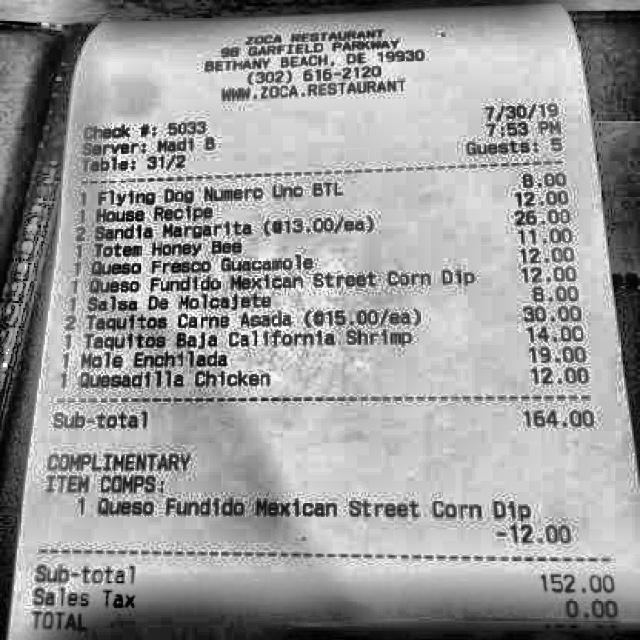 ZOCA RESTAURANT
98 GARFIELD PARKWAY
BETHANY BEACH, DE 19930
(302) 616-2120
WWW.ZOCA.RESTAURANT
Check #: 5033 7/30/19
Server: Madi B 7:53 PM
Table: 31/2 Guests: 5
1 Flying Dog Numero Uno BTL 8.00
1 House Recipe 12.00
2 Sandia Margarita (@13.00/ea) 26.00
1 Totem Honey Bee 11.00
1 Queso Fresco Guacamole 12.00
1 Queso Fundido Mexican Street Corn Dip 12.00
1 Salsa De Molcajete 8.00
2 Taquitos Carne Asada (@15.00/ea) 30.00
1 Taquitos Baja California Shrimp 14.00
1 Mole Enchilada 19.00
1 Quesadilla Chicken 12.00
Sub-total 164.00
COMPLIMENTARY
ITEM COMPS:
1 Queso Fundido Mexican Street Corn Dip
-12.00
Sub-total 152.00
Sales Tax 0.00
TOTAL